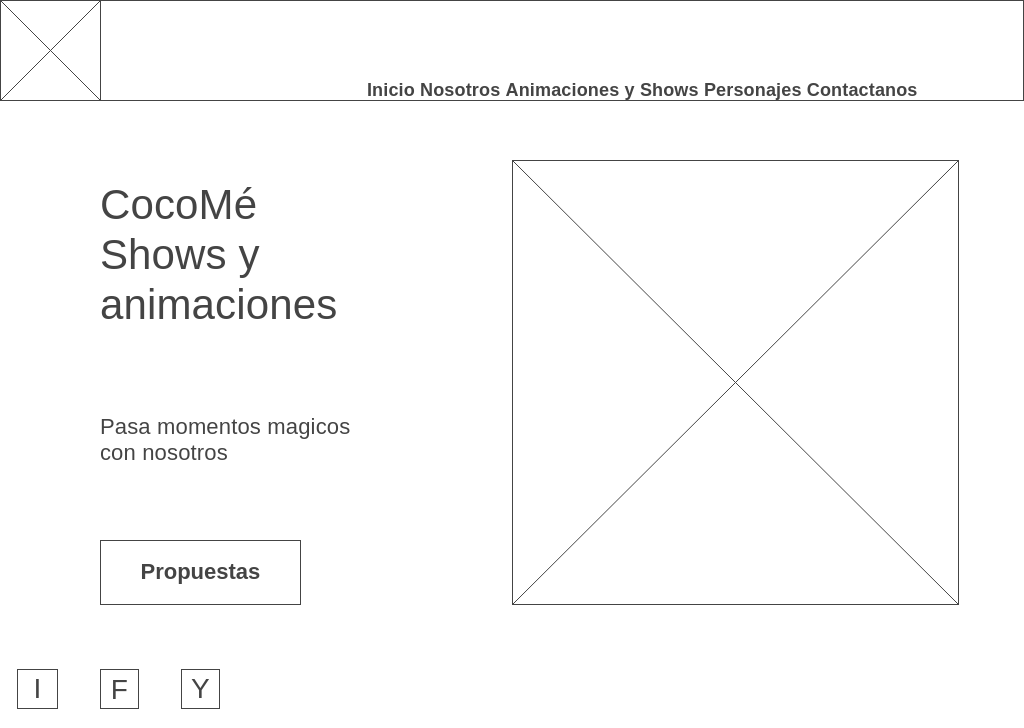 Inicio Nosotros Animaciones y Shows Personajes Contactanos
CocoMé
Shows y
animaciones
Pasa momentos magicos
con nosotros
Propuestas
I F Y